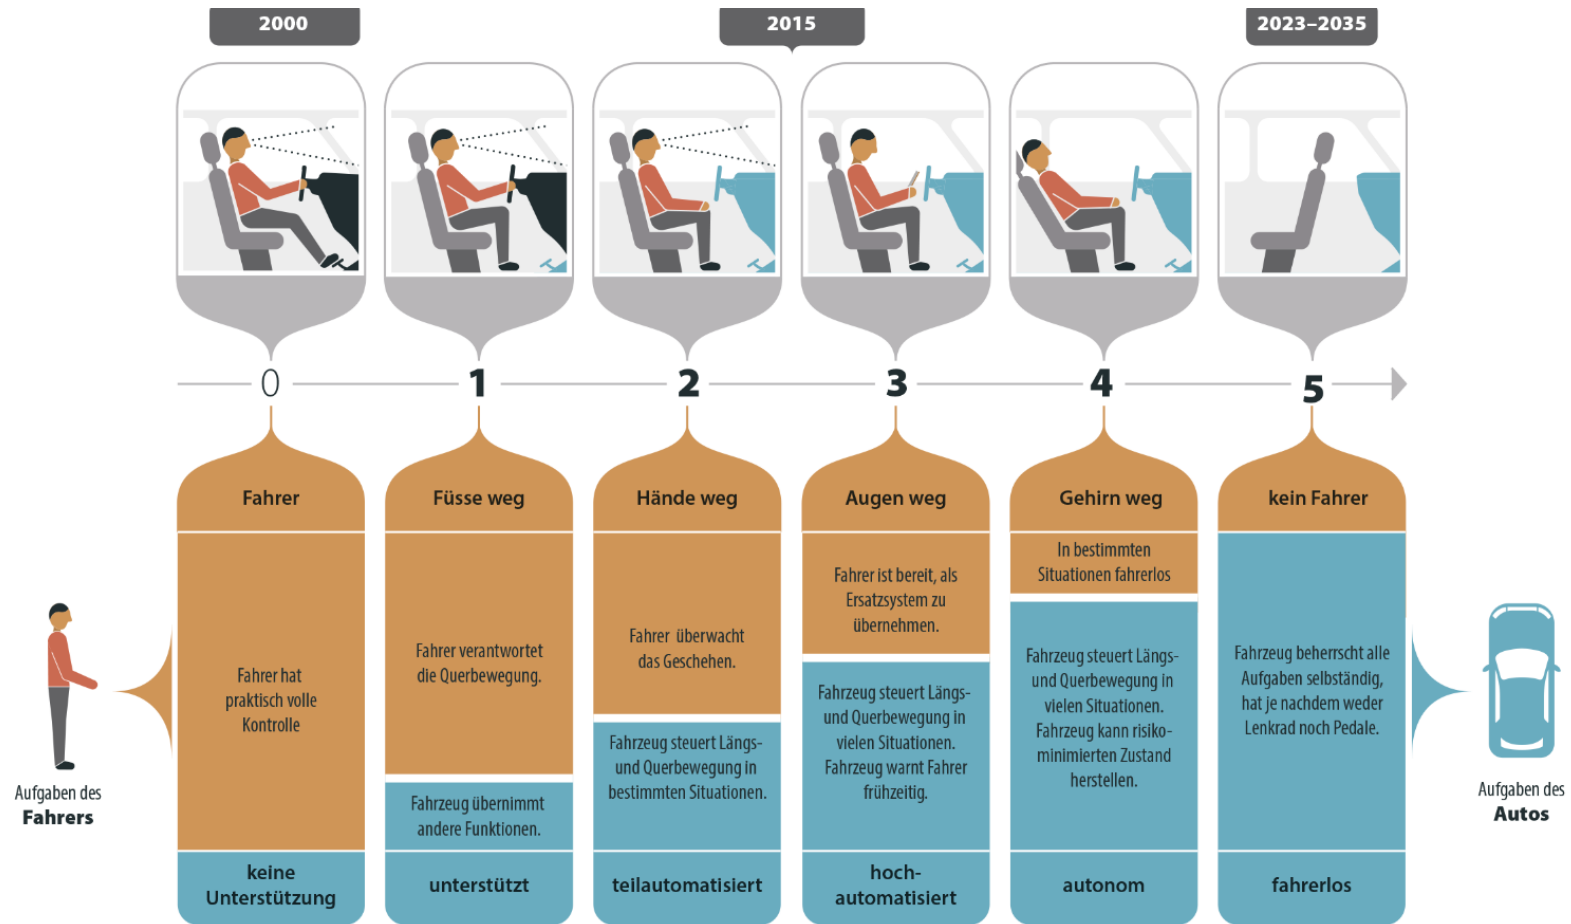 2000
2015
2023–2035
0
1
2
3
4
5
Fahrer
Füsse weg
Hände weg
Augen weg
Gehirn weg
kein Fahrer
Fahrer hat
praktisch volle
Kontrolle
Fahrer verantwortet
die Querbewegung.
Fahrzeug übernimmt
andere Funktionen.
Fahrer überwacht
das Geschehen.
Fahrzeug steuert Längs-
und Querbewegung in
bestimmten Situationen.
Fahrer ist bereit, als
Ersatzsystem zu
übernehmen.
Fahrzeug steuert Längs-
und Querbewegung in
vielen Situationen.
Fahrzeug warnt Fahrer
frühzeitig.
In bestimmten
Situationen fahrerlos
Fahrzeug steuert Längs-
und Querbewegung in
vielen Situationen.
Fahrzeug kann risiko-
minimierten Zustand
herstellen.
Fahrzeug beherrscht alle
Aufgaben selbständig,
hat je nachdem weder
Lenkrad noch Pedale.
Aufgaben des
Fahrers
Aufgaben des
Autos
keine
Unterstützung
unterstützt
teilautomatisiert
hoch-
automatisiert
autonom
fahrerlos